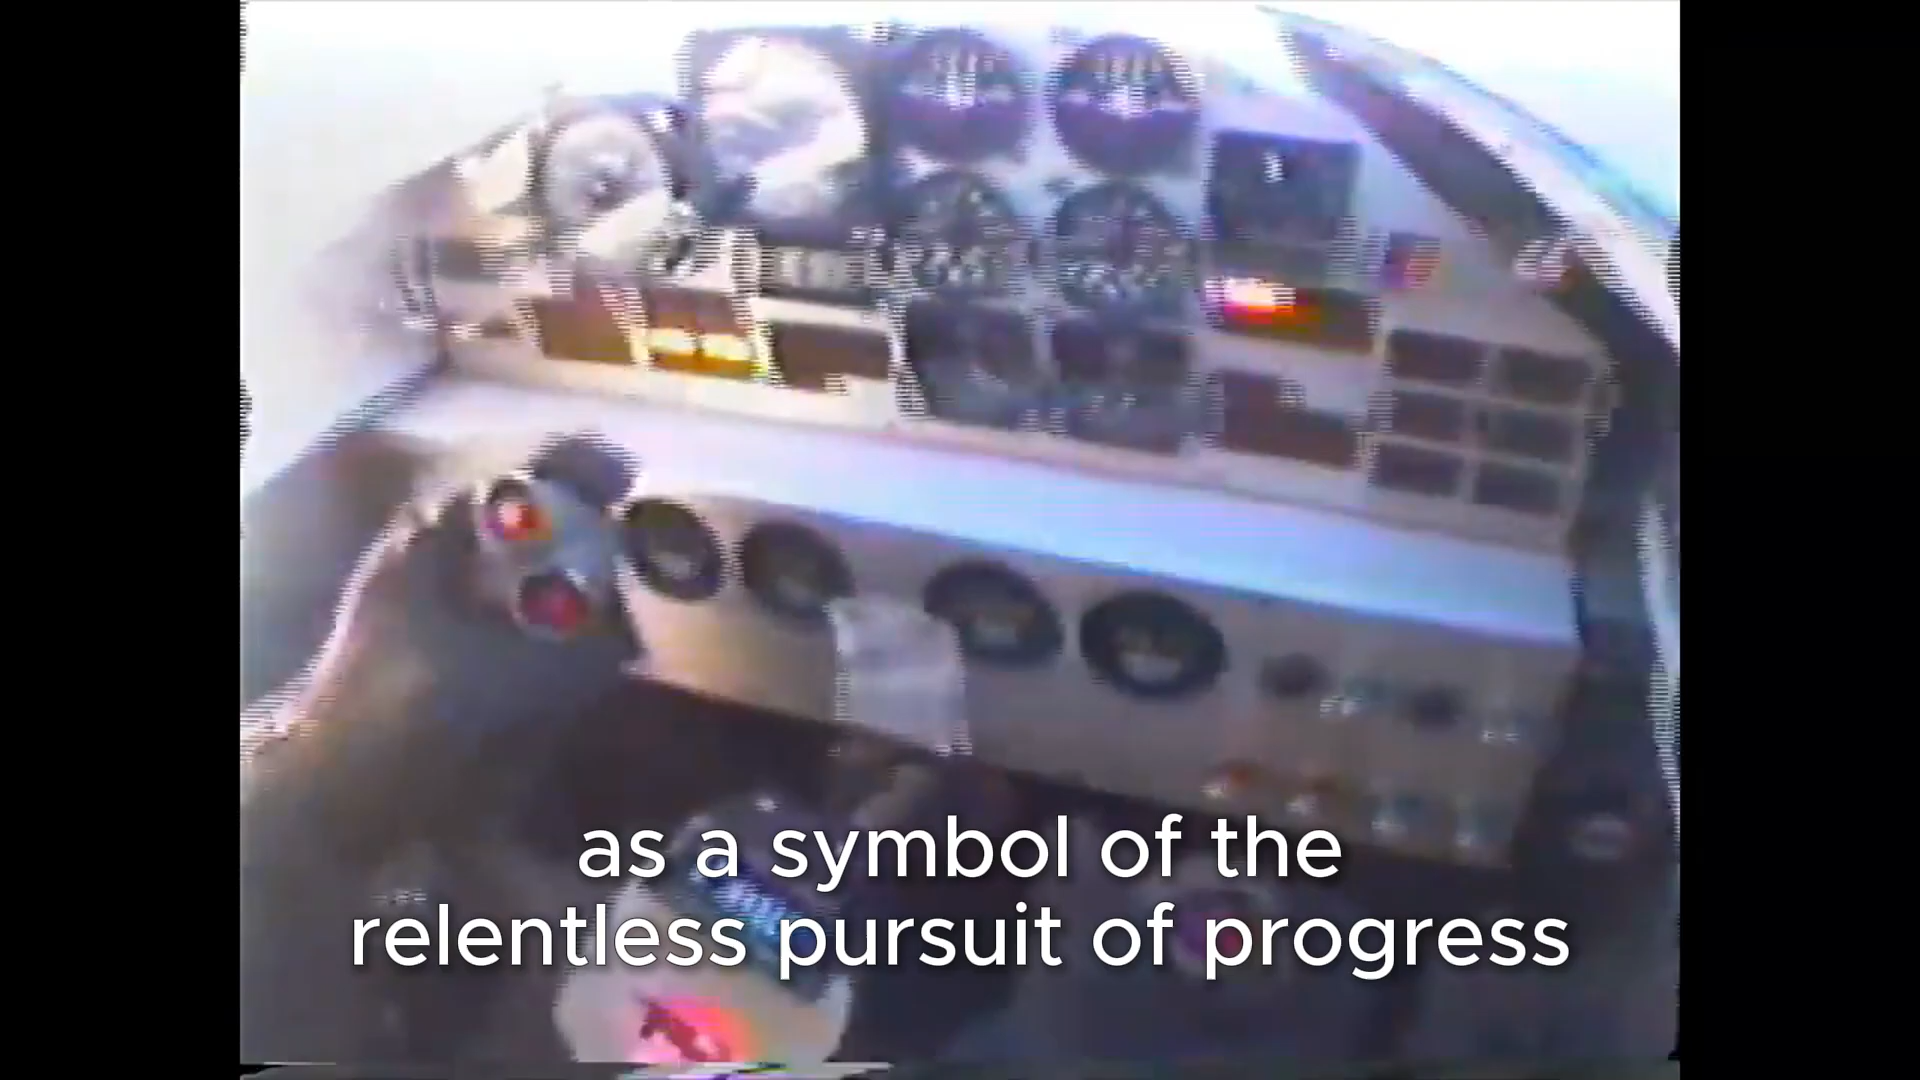 as a symbol of the
relentless pursuit of progress